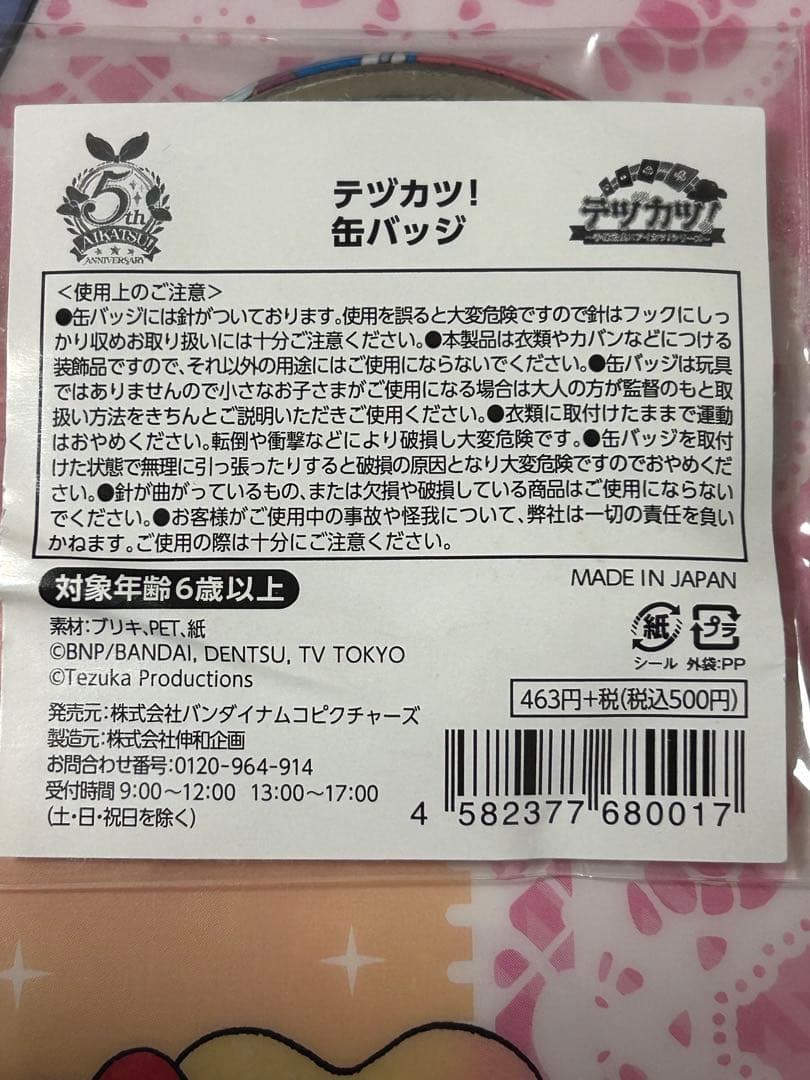 5th
AIKATSU!
ANNIVERSARY
テヅカツ!
缶バッジ
テヅカツ!
<使用上のご注意>
●缶バッジには針がついております。使用を誤ると大変危険ですので針はフックにしっ
かり収めお取り扱いには十分ご注意ください。●本製品は衣類やカバンなどにつける
装飾品ですので、それ以外の用途にはご使用にならないでください。●缶バッジは玩具
ではありませんので小さなお子さまがご使用になる場合は大人の方が監督のもと取
扱い方法をきちんとご説明いただきご使用ください。●衣類に取付けたままで運動
はおやめください。転倒や衝撃などにより破損し大変危険です。●缶バッジを取付
けた状態で無理に引っ張ったりすると破損の原因となり大変危険ですのでおやめくだ
さい。●針が曲がっているもの、または欠損や破損している商品はご使用にならない
でください。●お客様がご使用中の事故や怪我について、弊社は一切の責任を負い
かねます。ご使用の際は十分にご注意ください。
対象年齢6歳以上
MADE IN JAPAN
素材:ブリキ、PET、紙
©BNP/BANDAI, DENTSU, TV TOKYO
©Tezuka Productions
紙
プラ
シール 外袋:PP
463円+税(税込500円)
発売元:株式会社バンダイナムコピクチャーズ
製造元:株式会社伸和企画
お問合わせ番号:0120-964-914
受付時間 9:00〜12:00 13:00〜17:00
(土・日・祝日を除く)
4 582377 680017